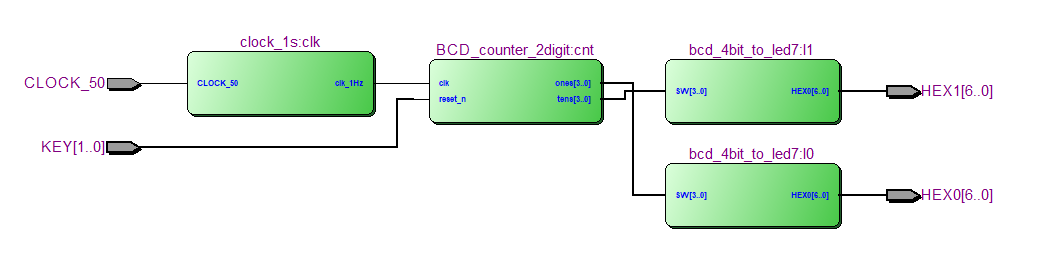 clock_1s:clk
BCD_counter_2digit:cnt
bcd_4bit_to_led7:l1
CLOCK_50
CLOCK_50
clk_1Hz
clk
reset_n
ones[3..0]
tens[3..0]
SW[3..0]
HEX0[6..0]
HEX1[6..0]
KEY[1..0]
bcd_4bit_to_led7:l0
SW[3..0]
HEX0[6..0]
HEX0[6..0]